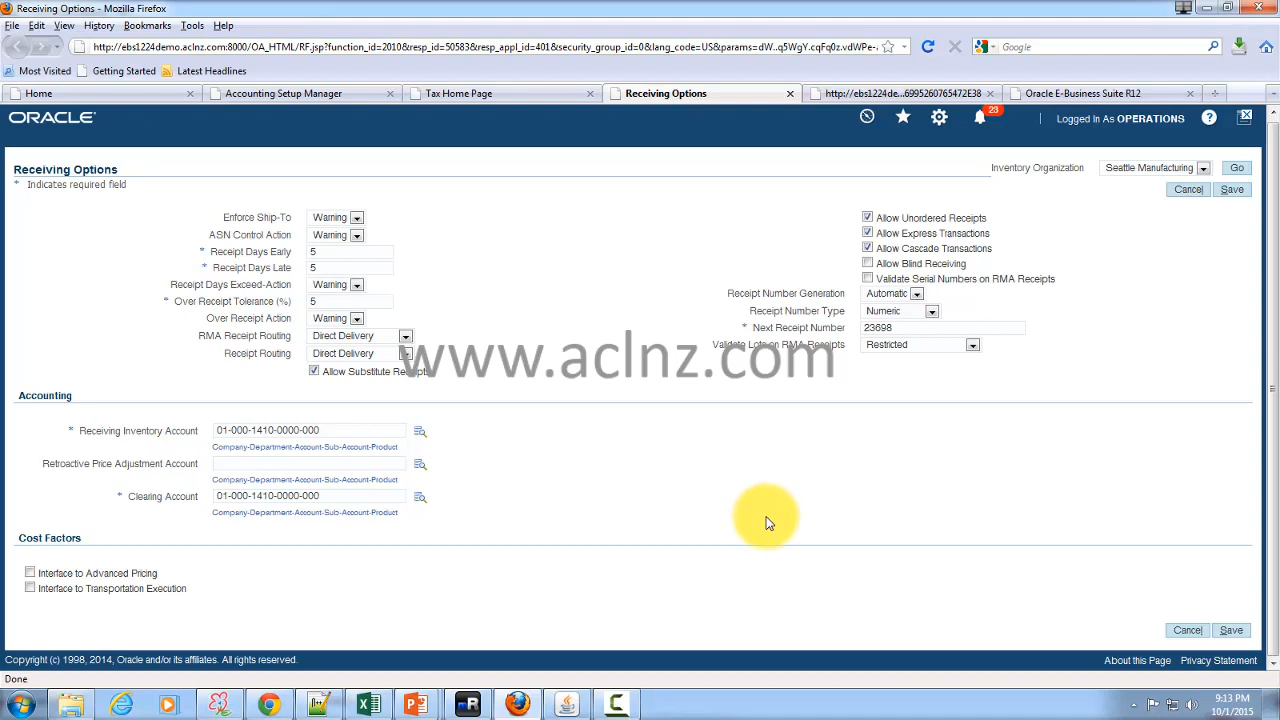 Receiving Options - Mozilla Firefox
File Edit View History Bookmarks Tools Help
http://ebs1224demo.aclnz.com:8000/OA_HTML/RF.jsp?function_id=2010&resp_id=50583&resp_appl_id=401&security_group_id=0&lang_code=US&params=dW..q5WgY.cqFq0z.vdWPe- Google
Most Visited Getting Started Latest Headlines
Home Accounting Setup Manager Tax Home Page Receiving Options http://ebs1224de...6995260765472E38 Oracle E-Business Suite R12
ORACLE 23 Logged In As OPERATIONS
Receiving Options Inventory Organization Seattle Manufacturing Go
* Indicates required field Cancel Save
Enforce Ship-To Warning Allow Unordered Receipts
ASN Control Action Warning Allow Express Transactions
* Receipt Days Early 5 Allow Cascade Transactions
* Receipt Days Late 5 Allow Blind Receiving
Receipt Days Exceed-Action Warning Validate Serial Numbers on RMA Receipts
* Over Receipt Tolerance (%) 5 Receipt Number Generation Automatic
Over Receipt Action Warning Receipt Number Type Numeric
RMA Receipt Routing Direct Delivery * Next Receipt Number 23698
Receipt Routing Direct Delivery Validate Lots on RMA Receipts Restricted
www.aclnz.com
Allow Substitute Receipts
Accounting
* Receiving Inventory Account 01-000-1410-0000-000
Company-Department-Account-Sub-Account-Product
Retroactive Price Adjustment Account
Company-Department-Account-Sub-Account-Product
* Clearing Account 01-000-1410-0000-000
Company-Department-Account-Sub-Account-Product
Cost Factors
Interface to Advanced Pricing
Interface to Transportation Execution
Cancel Save
Copyright (c) 1998, 2014, Oracle and/or its affiliates. All rights reserved. About this Page Privacy Statement
Done
9:13 PM
10/1/2015